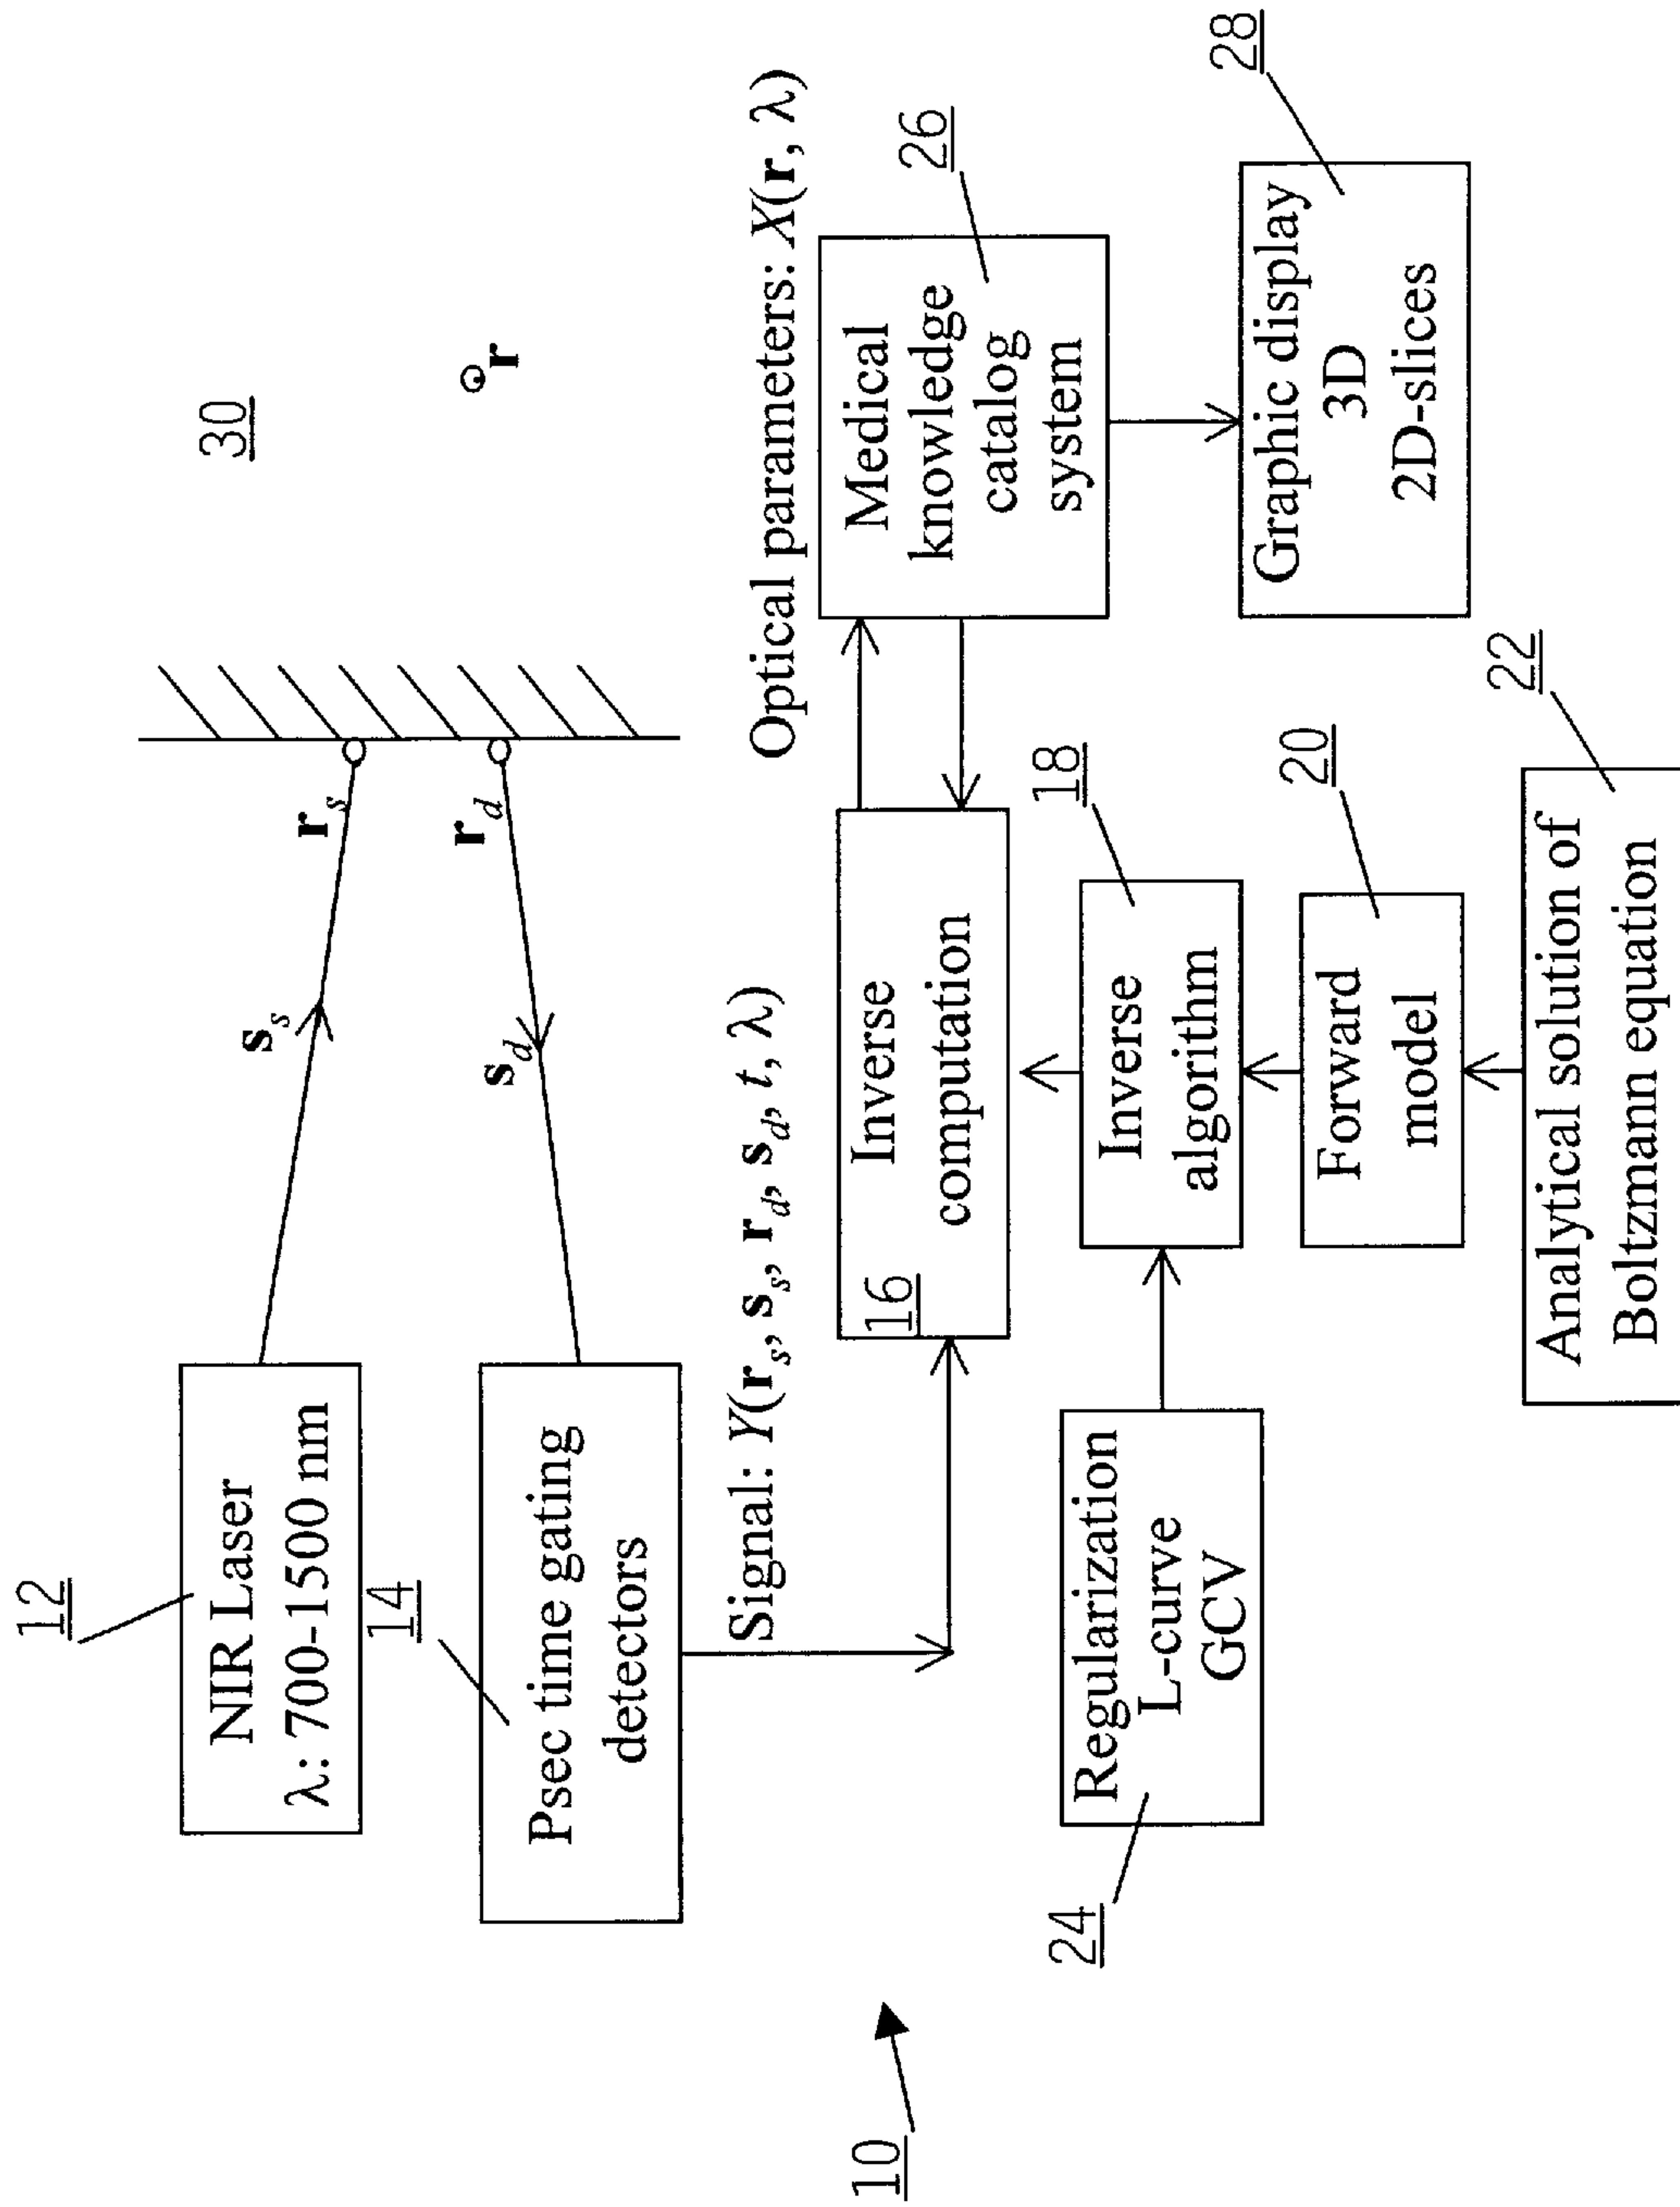 12
NIR Laser
λ: 700-1500 nm
s_s
r_s
30
r
14
Psec time gating
detectors
s_d
r_d
Signal: Y(r_s, s_s, r_d, s_d, t, λ)
Optical parameters: X(r, λ)
16
Inverse
computation
Medical
knowledge
catalog
system
26
10
24
Regularization
L-curve
GCV
18
Inverse
algorithm
Graphic display
3D
2D-slices
28
20
Forward
model
22
Analytical solution of
Boltzmann equation